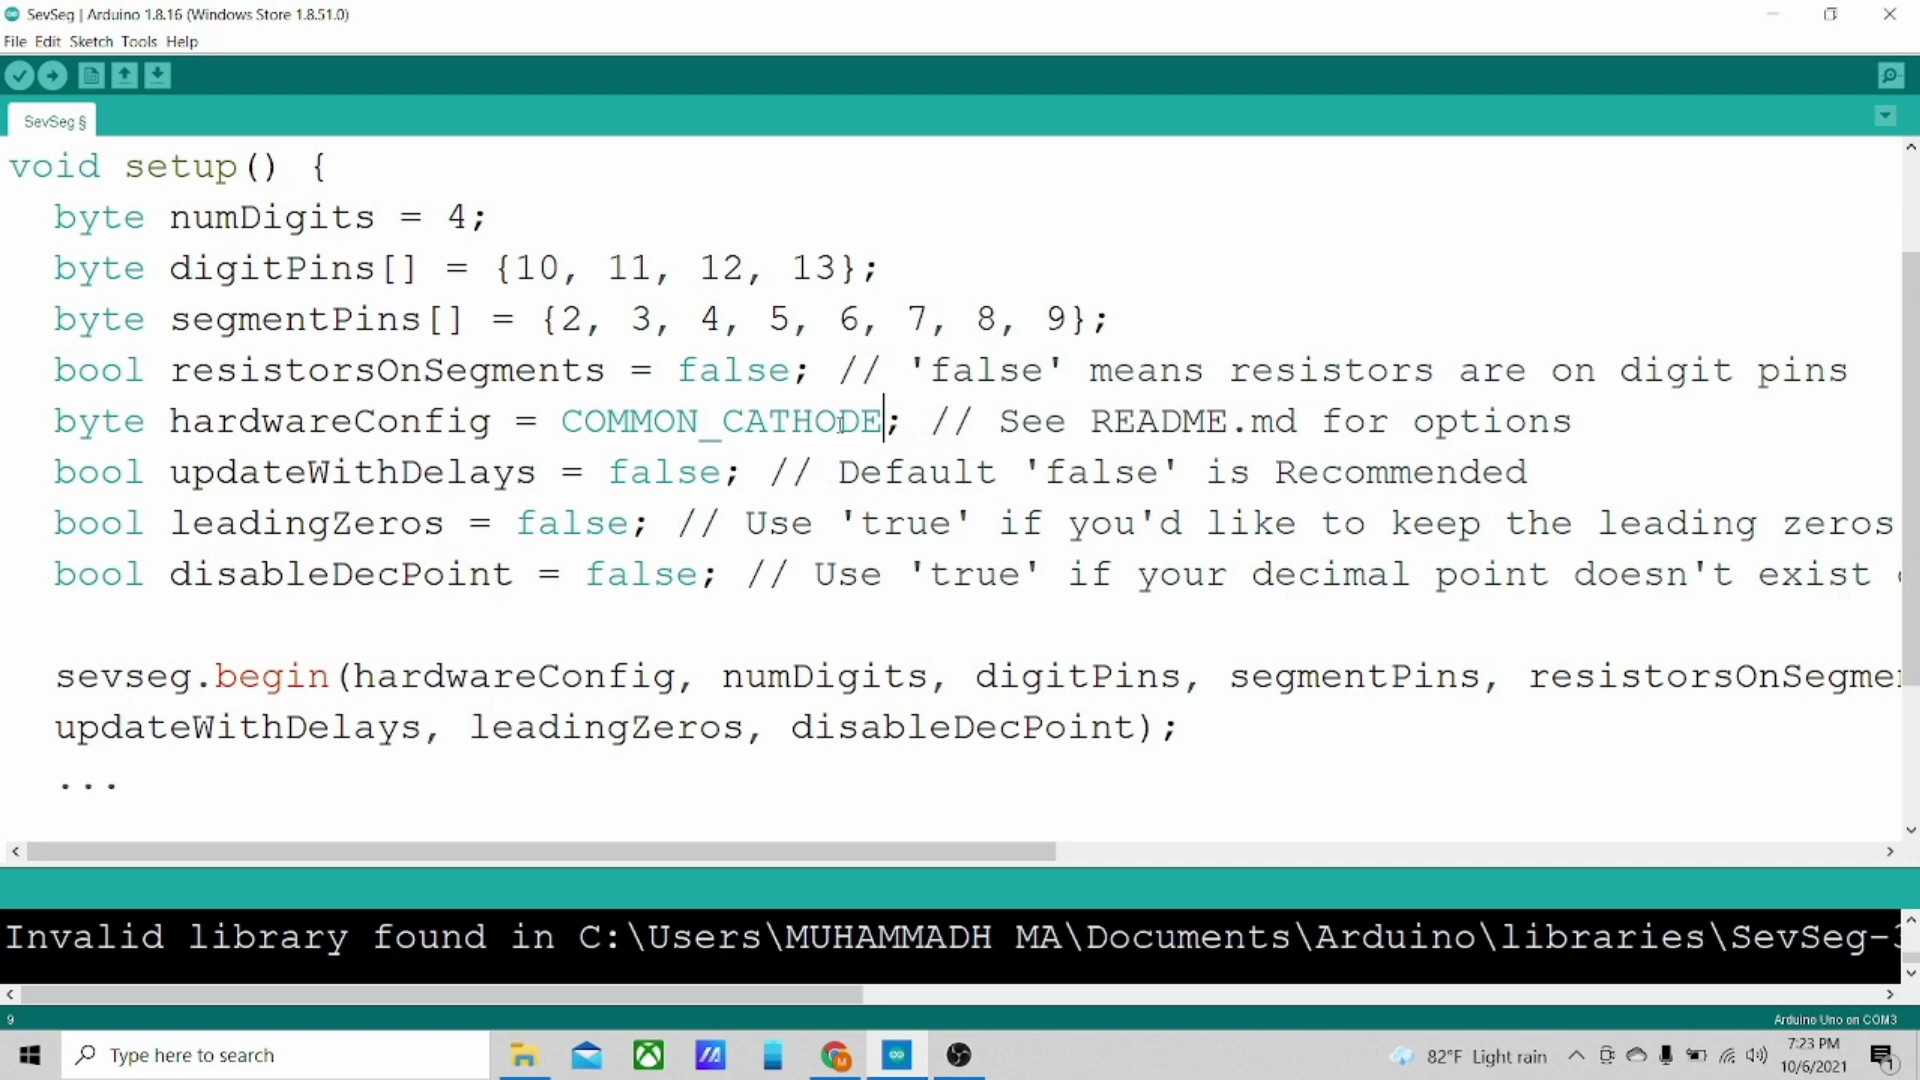 SevSeg | Arduino 1.8.16 (Windows Store 1.8.51.0)
File Edit Sketch Tools Help
SevSeg §
void setup() {
byte numDigits = 4;
byte digitPins[] = {10, 11, 12, 13};
byte segmentPins[] = {2, 3, 4, 5, 6, 7, 8, 9};
bool resistorsOnSegments = false; // 'false' means resistors are on digit pins
byte hardwareConfig = COMMON_CATHODE; // See README.md for options
bool updateWithDelays = false; // Default 'false' is Recommended
bool leadingZeros = false; // Use 'true' if you'd like to keep the leading zeros
bool disableDecPoint = false; // Use 'true' if your decimal point doesn't exist
sevseg.begin(hardwareConfig, numDigits, digitPins, segmentPins, resistorsOnSegme
updateWithDelays, leadingZeros, disableDecPoint);
...
Invalid library found in C:\Users\MUHAMMADH MA\Documents\Arduino\libraries\SevSeg-3
9
Arduino Uno on COM3
Type here to search
82°F Light rain
7:23 PM
10/6/2021
1